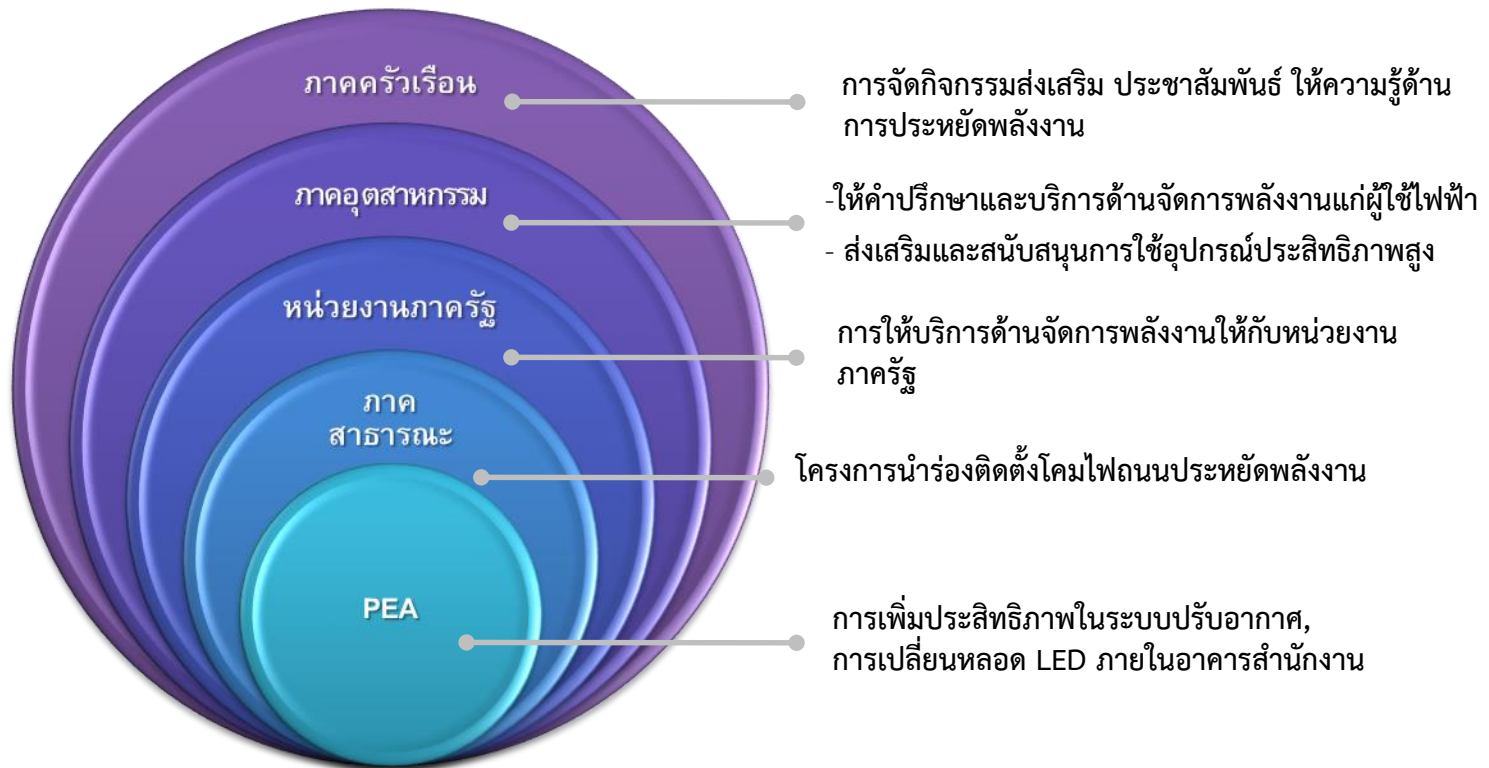 ภาคครัวเรือน
การจัดกิจกรรมส่งเสริม ประชาสัมพันธ์ ให้ความรู้ด้าน
การประหยัดพลังงาน
ภาคอุตสาหกรรม
-ให้คำปรึกษาและบริการด้านจัดการพลังงานแก่ผู้ใช้ไฟฟ้า
- ส่งเสริมและสนับสนุนการใช้อุปกรณ์ประสิทธิภาพสูง
หน่วยงานภาครัฐ
การให้บริการด้านจัดการพลังงานให้กับหน่วยงาน
ภาครัฐ
ภาค
สาธารณะ
โครงการนำร่องติดตั้งโคมไฟถนนประหยัดพลังงาน
PEA
การเพิ่มประสิทธิภาพในระบบปรับอากาศ,
การเปลี่ยนหลอด LED ภายในอาคารสำนักงาน